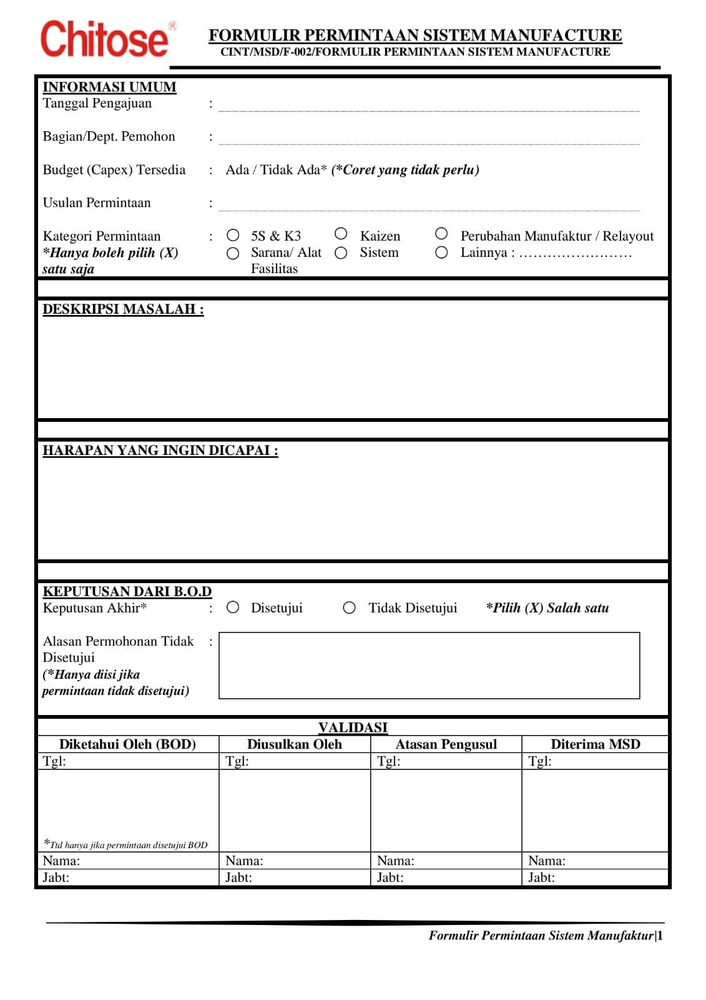 Chitose®
FORMULIR PERMINTAAN SISTEM MANUFACTURE
CINT/MSD/F-002/FORMULIR PERMINTAAN SISTEM MANUFACTURE
INFORMASI UMUM
Tanggal Pengajuan :
Bagian/Dept. Pemohon :
Budget (Capex) Tersedia : Ada / Tidak Ada* (*Coret yang tidak perlu)
Usulan Permintaan :
Kategori Permintaan : 5S & K3 Kaizen Perubahan Manufaktur / Relayout
*Hanya boleh pilih (X) Sarana/ Alat Sistem Lainnya : ……………………
satu saja Fasilitas
DESKRIPSI MASALAH :
HARAPAN YANG INGIN DICAPAI :
KEPUTUSAN DARI B.O.D
Keputusan Akhir* : Disetujui Tidak Disetujui *Pilih (X) Salah satu
Alasan Permohonan Tidak :
Disetujui
(*Hanya diisi jika
permintaan tidak disetujui)
VALIDASI
Diketahui Oleh (BOD) Diusulkan Oleh Atasan Pengusul Diterima MSD
Tgl: Tgl: Tgl: Tgl:
*Ttd hanya jika permintaan disetujui BOD
Nama: Nama: Nama: Nama:
Jabt: Jabt: Jabt: Jabt:
Formulir Permintaan Sistem Manufaktur|1